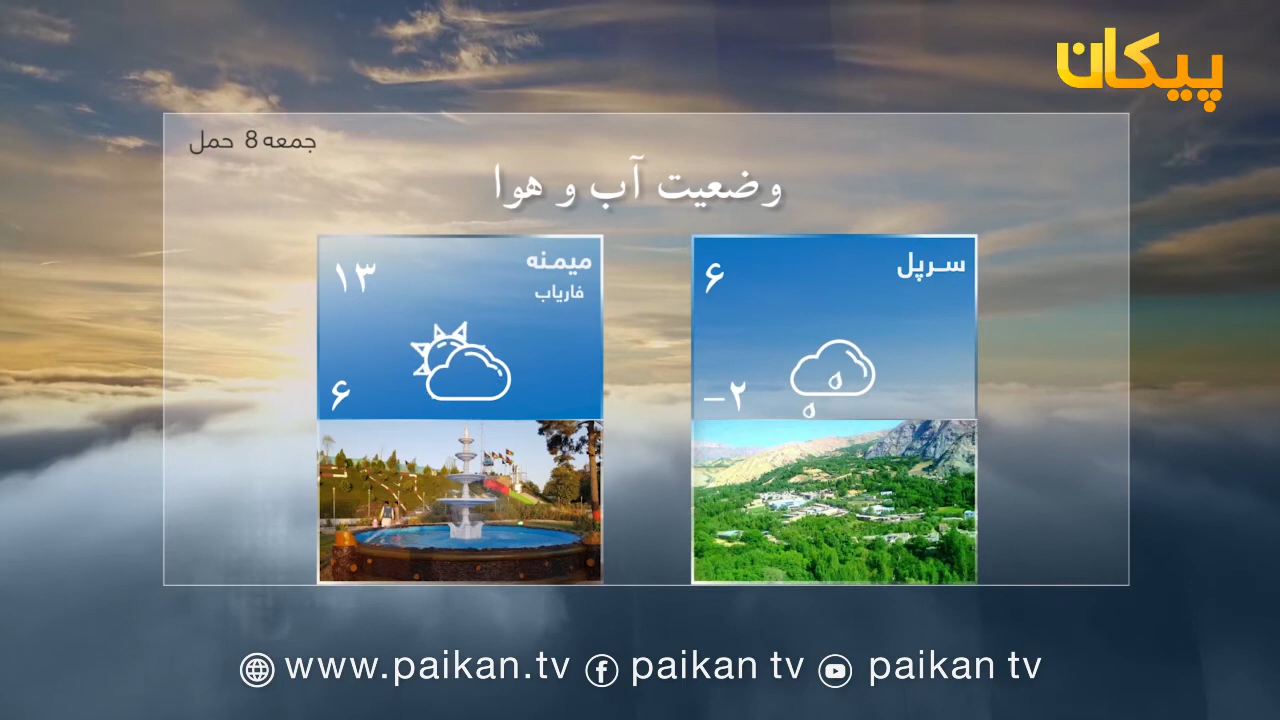 پیکان
جمعه 8 حمل
وضعیت آب و هوا
سرپل
۶
–۲
میمنه
فاریاب
۱۳
۶
www.paikan.tv paikan tv paikan tv